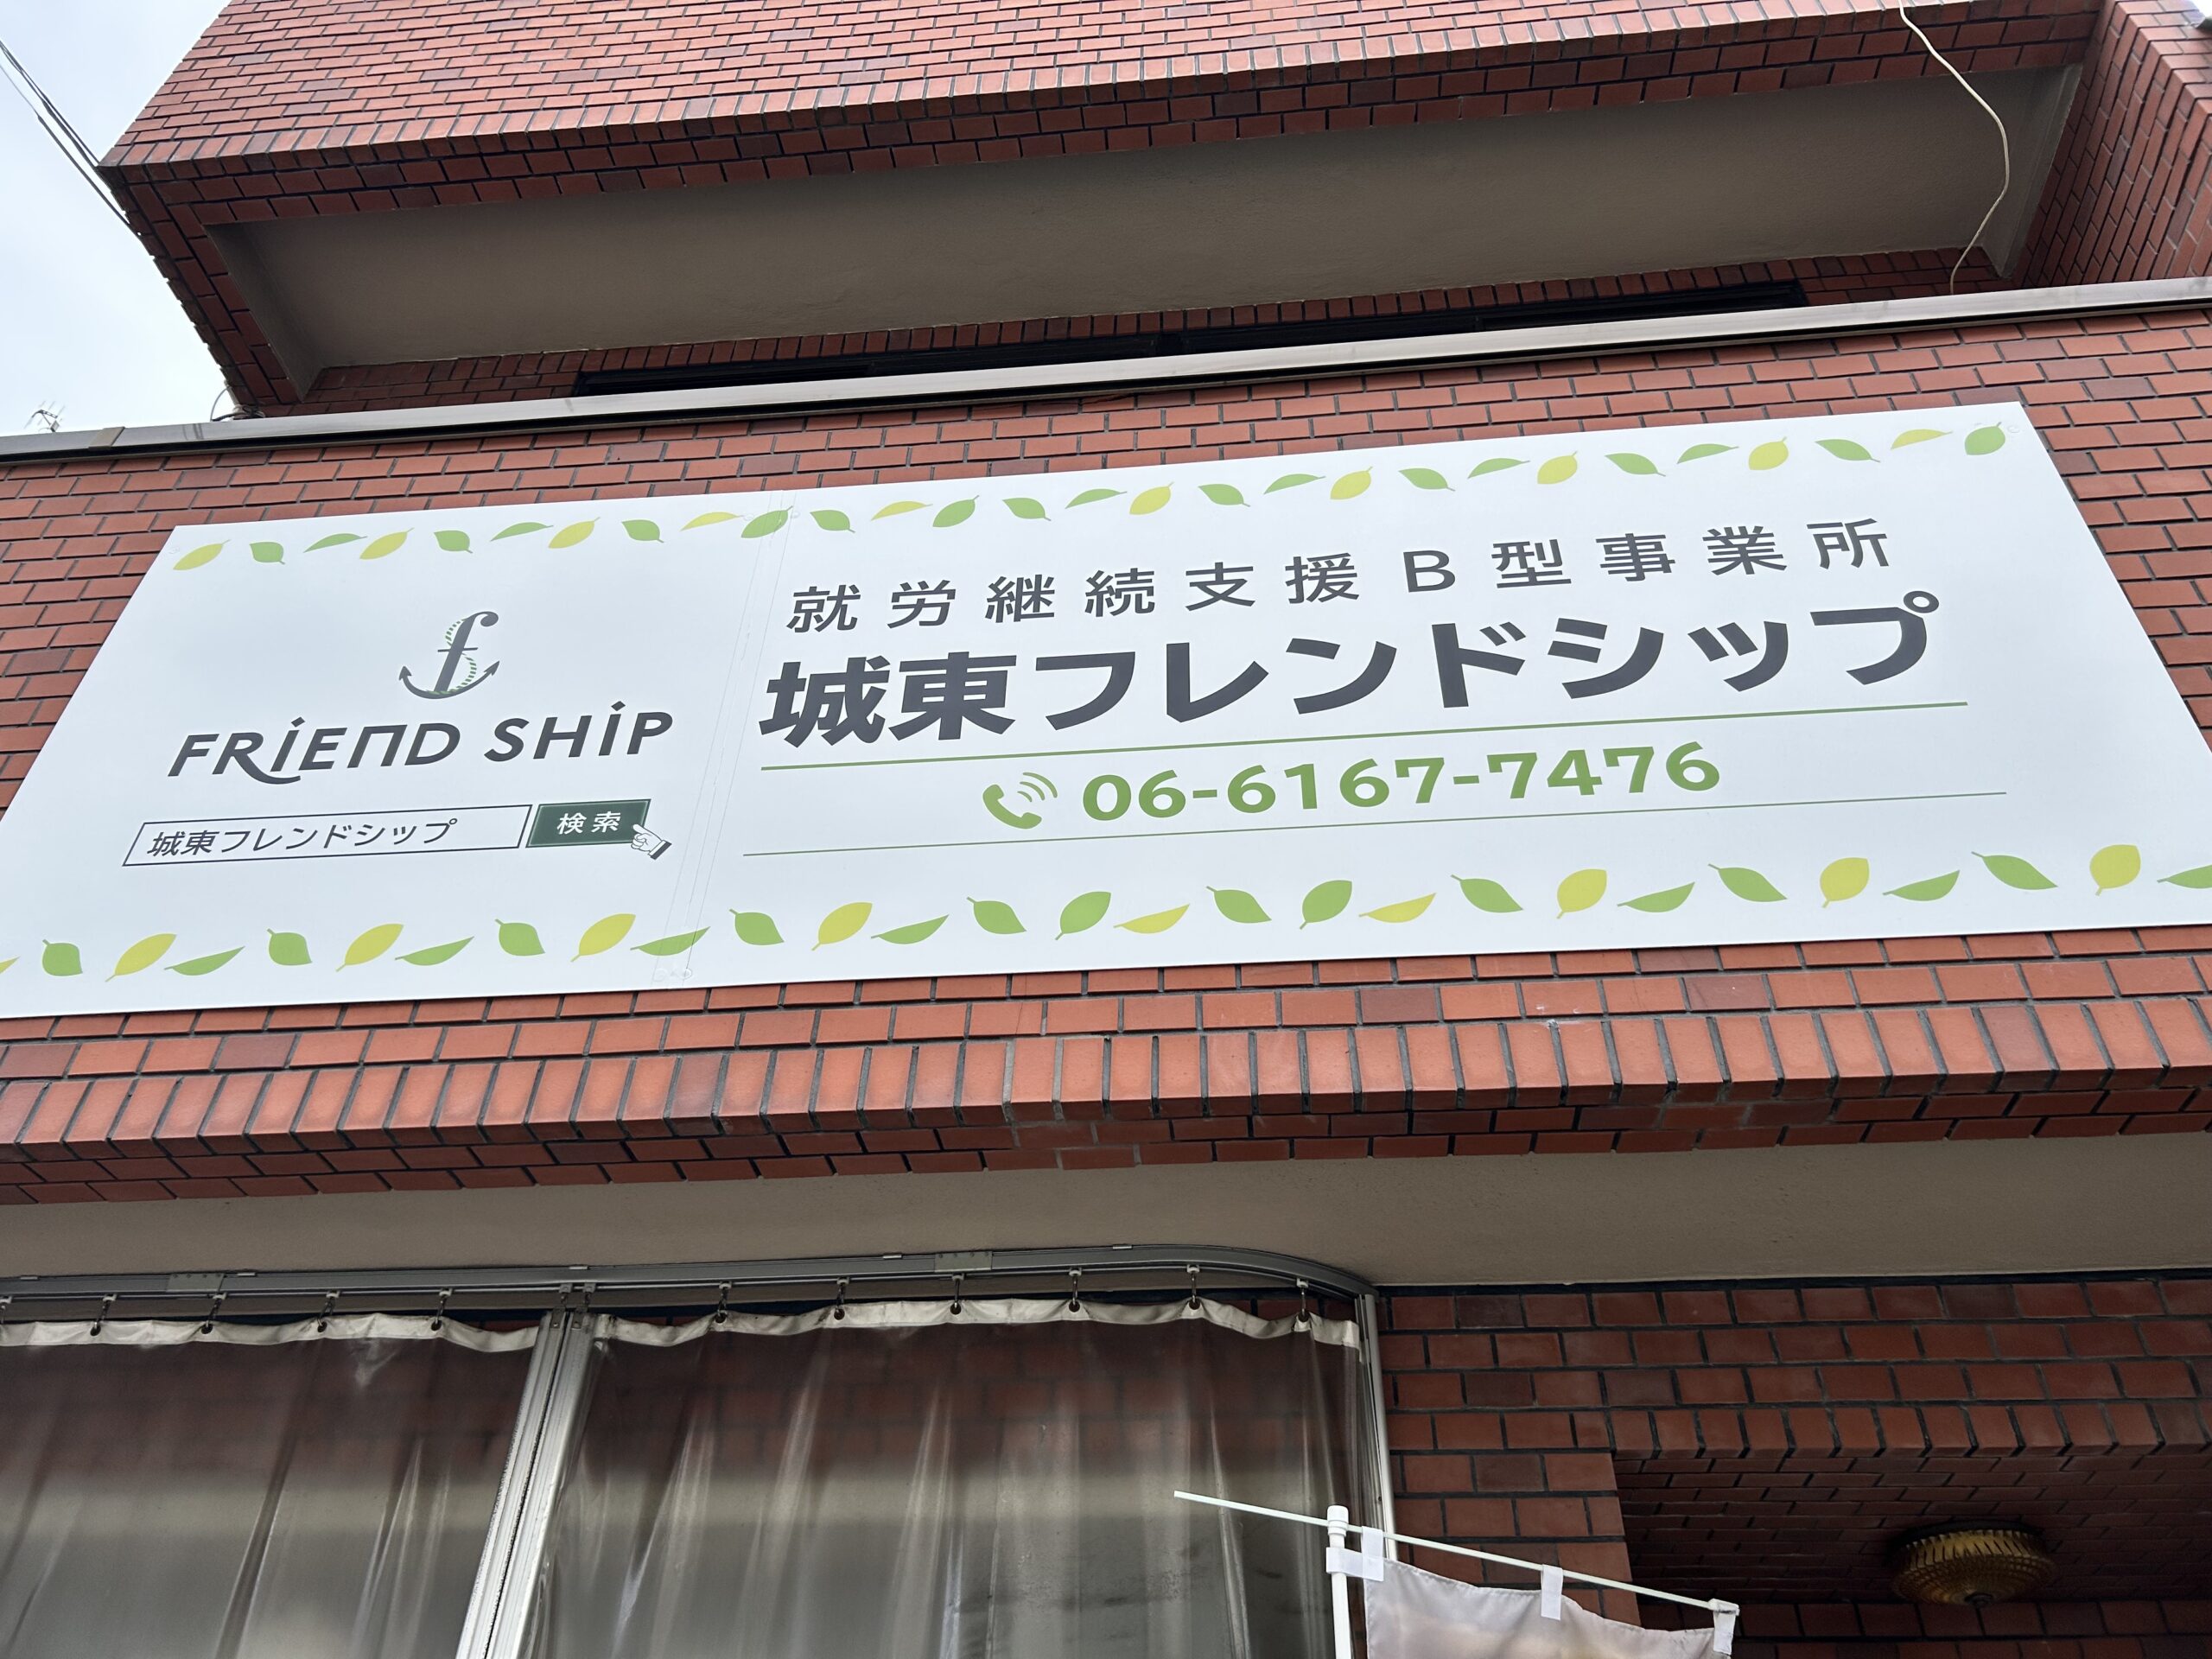 FRiEND SHiP
城東フレンドシップ 検索
就労継続支援B型事業所
城東フレンドシップ
06-6167-7476